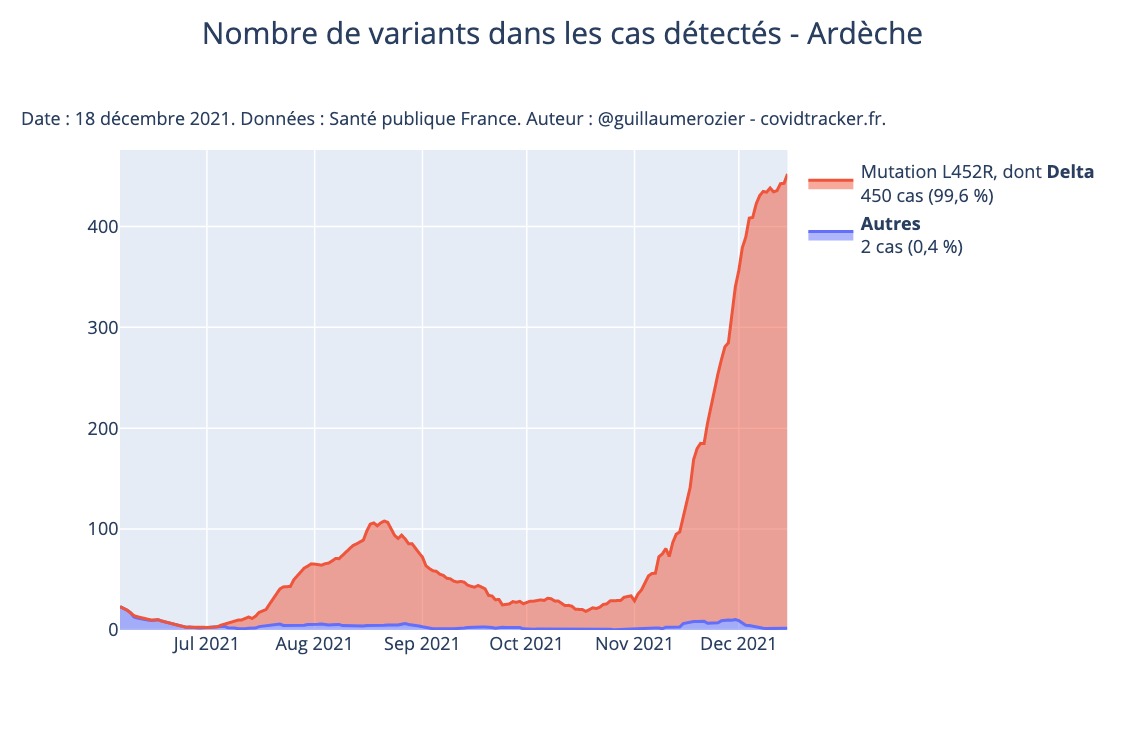 Nombre de variants dans les cas détectés - Ardèche
Date : 18 décembre 2021. Données : Santé publique France. Auteur : @guillaumerozier - covidtracker.fr.
Mutation L452R, dont Delta
450 cas (99,6 %)
Autres
2 cas (0,4 %)
400
300
200
100
0
Jul 2021
Aug 2021
Sep 2021
Oct 2021
Nov 2021
Dec 2021